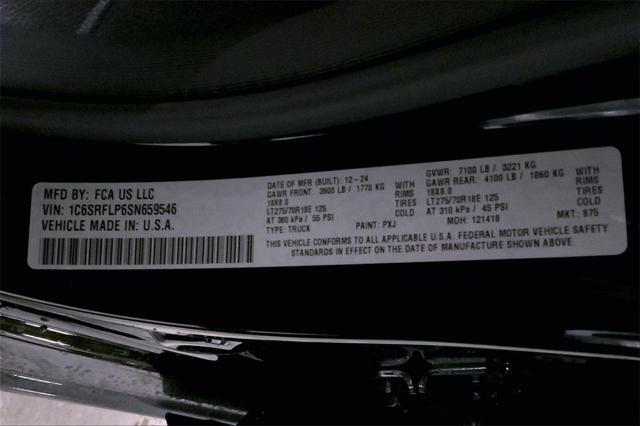 MFD BY: FCA US LLC
VIN: 1C6SRFLP6SN659546
VEHICLE MADE IN: U.S.A.
DATE OF MFR (BUILT): 12-24
GAWR FRONT: 3900 LB / 1770 KG WITH
18X8.0 RIMS
LT275/70R18E 125 TIRES
AT 380 kPa / 55 PSI COLD
TYPE: TRUCK PAINT: PXJ
GVWR: 7100 LB / 3221 KG
GAWR REAR: 4100 LB / 1860 KG WITH
18X8.0 RIMS
LT275/70R18E 125 TIRES
AT 310 kPa / 45 PSI COLD
MDH: 121418 MKT: 875
THIS VEHICLE CONFORMS TO ALL APPLICABLE U.S.A. FEDERAL MOTOR VEHICLE SAFETY
STANDARDS IN EFFECT ON THE DATE OF MANUFACTURE SHOWN ABOVE.